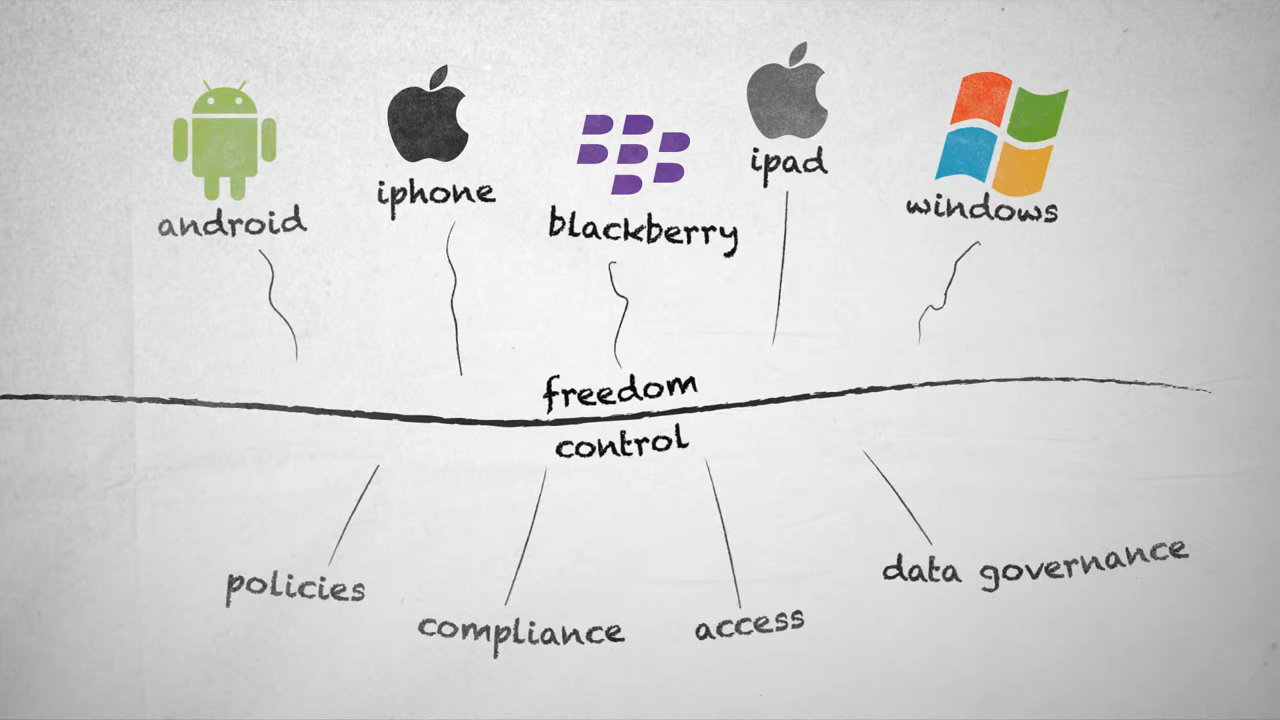 android
iphone
blackberry
ipad
windows
freedom
control
policies
compliance
access
data governance